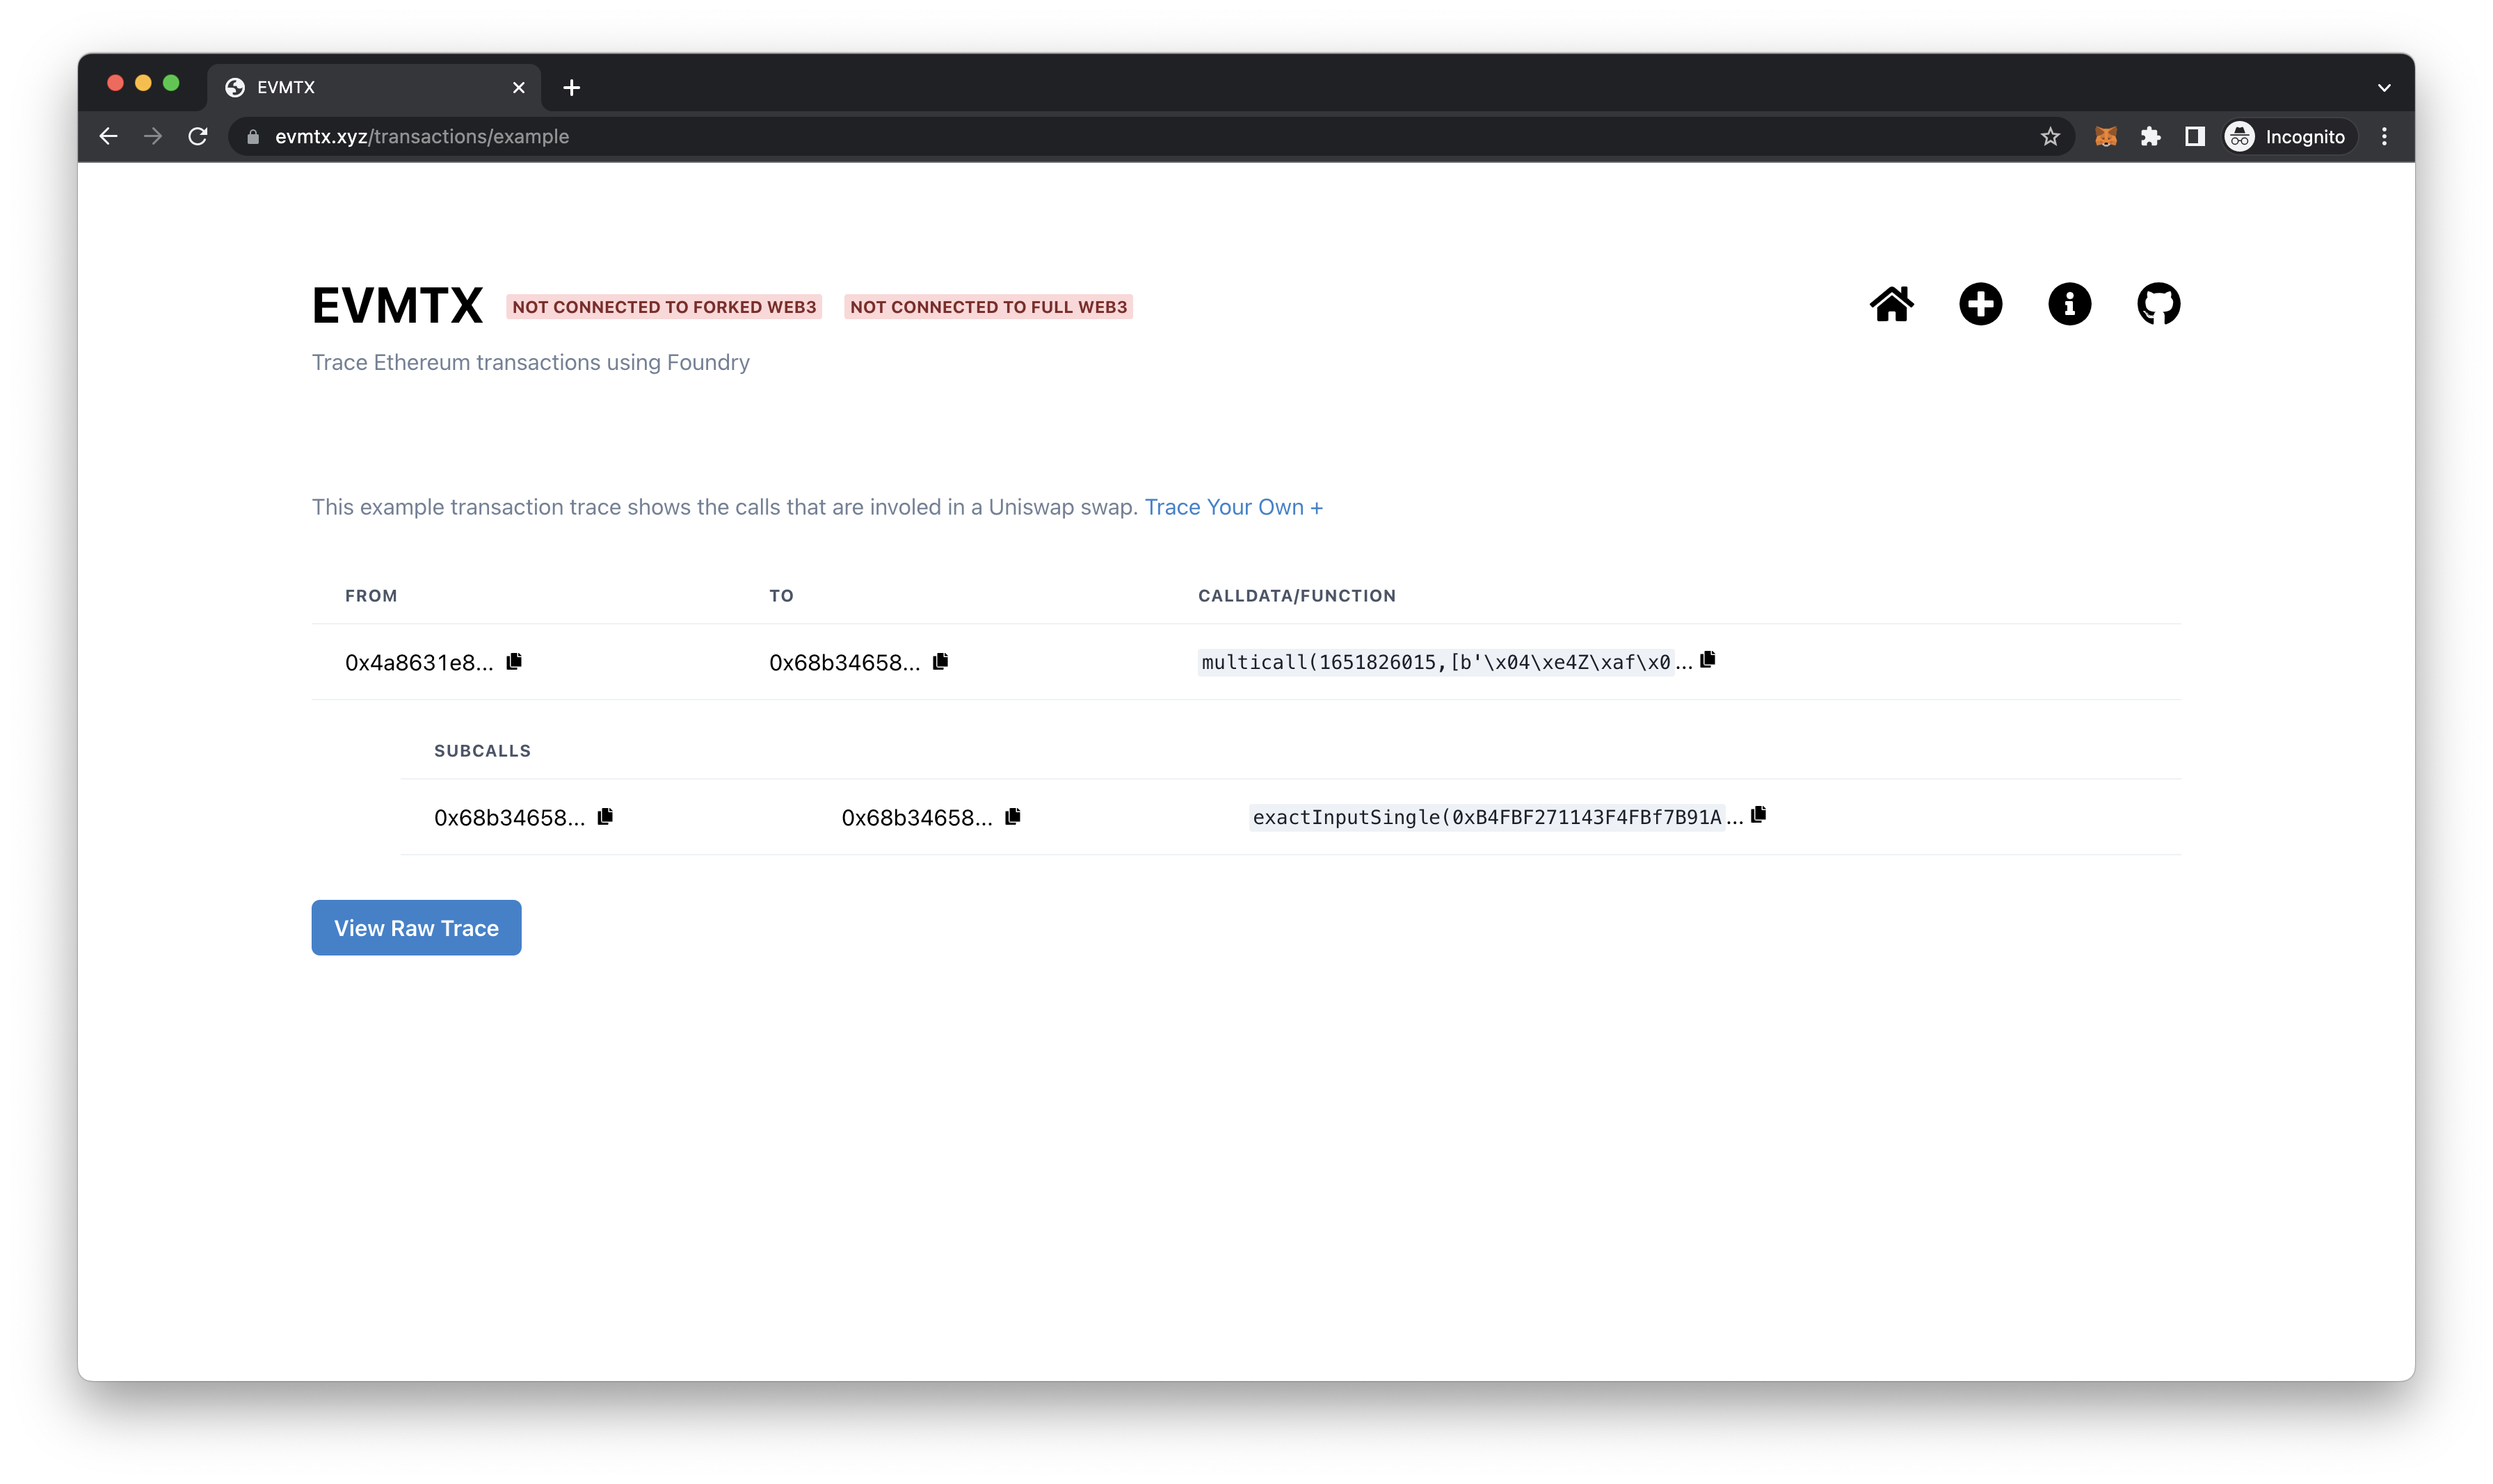 EVMTX
evmtx.xyz/transactions/example
Incognito
EVMTX NOT CONNECTED TO FORKED WEB3 NOT CONNECTED TO FULL WEB3
Trace Ethereum transactions using Foundry
This example transaction trace shows the calls that are involed in a Uniswap swap. Trace Your Own +
FROM TO CALLDATA/FUNCTION
0x4a8631e8... 0x68b34658... multicall(1651826015,[b'\x04\xe4Z\xaf\x0...
SUBCALLS
0x68b34658... 0x68b34658... exactInputSingle(0xB4FBF271143F4FBf7B91A...
View Raw Trace